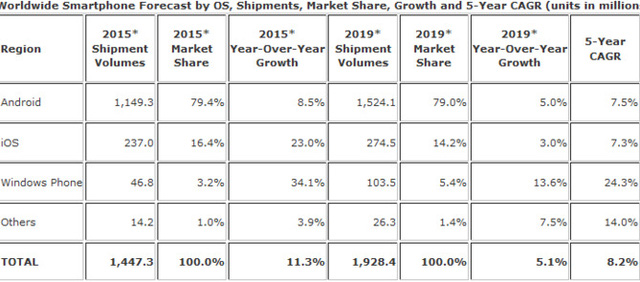 Worldwide Smartphone Forecast by OS, Shipments, Market Share, Growth and 5-Year CAGR (units in million
Region 2015* Shipment Volumes 2015* Market Share 2015* Year-Over-Year Growth 2019* Shipment Volumes 2019* Market Share 2019* Year-Over-Year Growth 5-Year CAGR
Android 1,149.3 79.4% 8.5% 1,524.1 79.0% 5.0% 7.5%
iOS 237.0 16.4% 23.0% 274.5 14.2% 3.0% 7.3%
Windows Phone 46.8 3.2% 34.1% 103.5 5.4% 13.6% 24.3%
Others 14.2 1.0% 3.9% 26.3 1.4% 7.5% 14.0%
TOTAL 1,447.3 100.0% 11.3% 1,928.4 100.0% 5.1% 8.2%